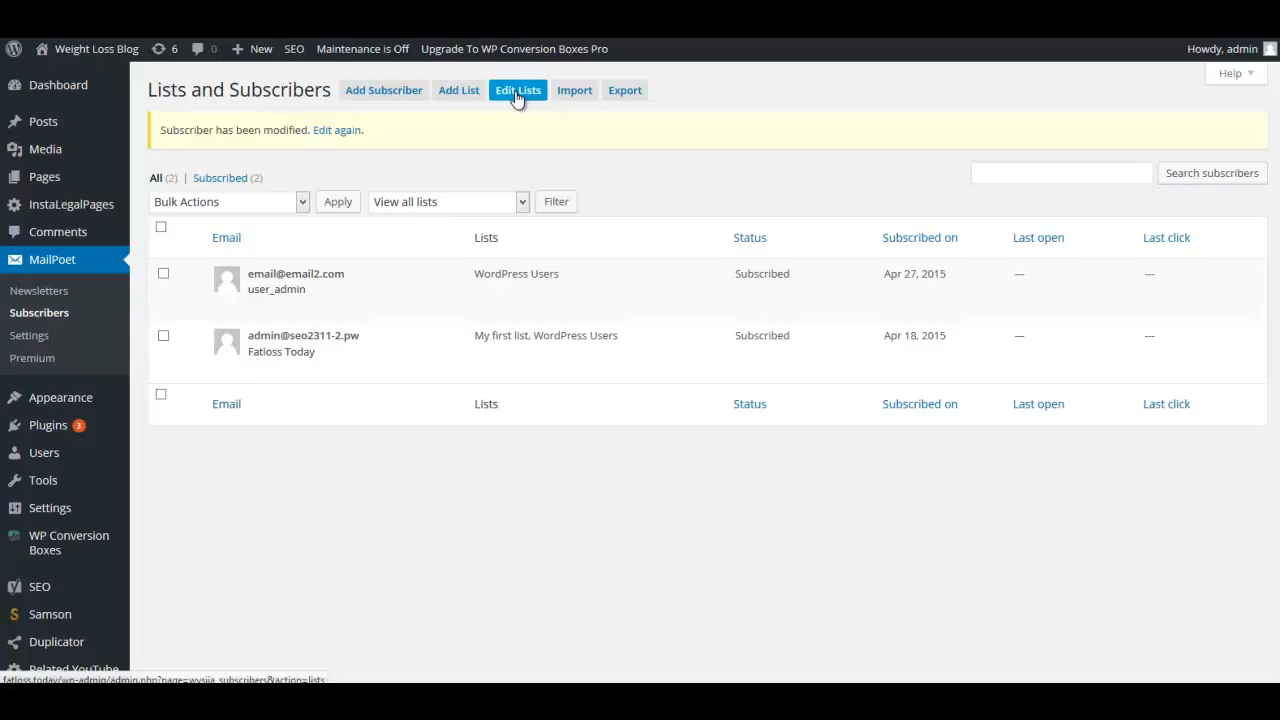 Weight Loss Blog 6 0 New SEO Maintenance is Off Upgrade To WP Conversion Boxes Pro Howdy, admin
Help
Dashboard
Posts
Media
Pages
InstaLegalPages
Comments
MailPoet
Newsletters
Subscribers
Settings
Premium
Appearance
Plugins 3
Users
Tools
Settings
WP Conversion
Boxes
SEO
Samson
Duplicator
Related YouTube
Lists and Subscribers Add Subscriber Add List Edit Lists Import Export
Subscriber has been modified. Edit again.
All (2) | Subscribed (2)
Search subscribers
Bulk Actions Apply View all lists Filter
Email Lists Status Subscribed on Last open Last click
email@email2.com WordPress Users Subscribed Apr 27, 2015 --- ---
user_admin
admin@seo2311-2.pw My first list, WordPress Users Subscribed Apr 18, 2015 --- ---
Fatloss Today
Email Lists Status Subscribed on Last open Last click
fatloss.today/wp-admin/admin.php?page=wysija_subscribers&action=lists